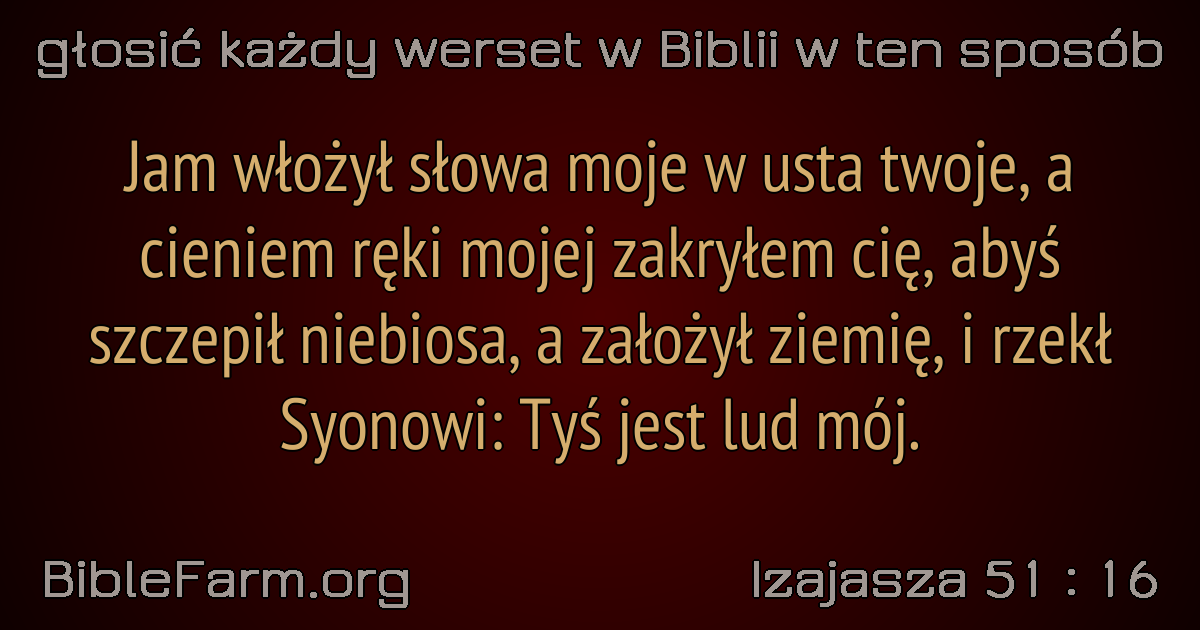 głosić każdy werset w Biblii w ten sposób
Jam włożył słowa moje w usta twoje, a
cieniem ręki mojej zakryłem cię, abyś
szczepił niebiosa, a założył ziemię, i rzekł
Syonowi: Tyś jest lud mój.
BibleFarm.org
Izajasza 51 : 16